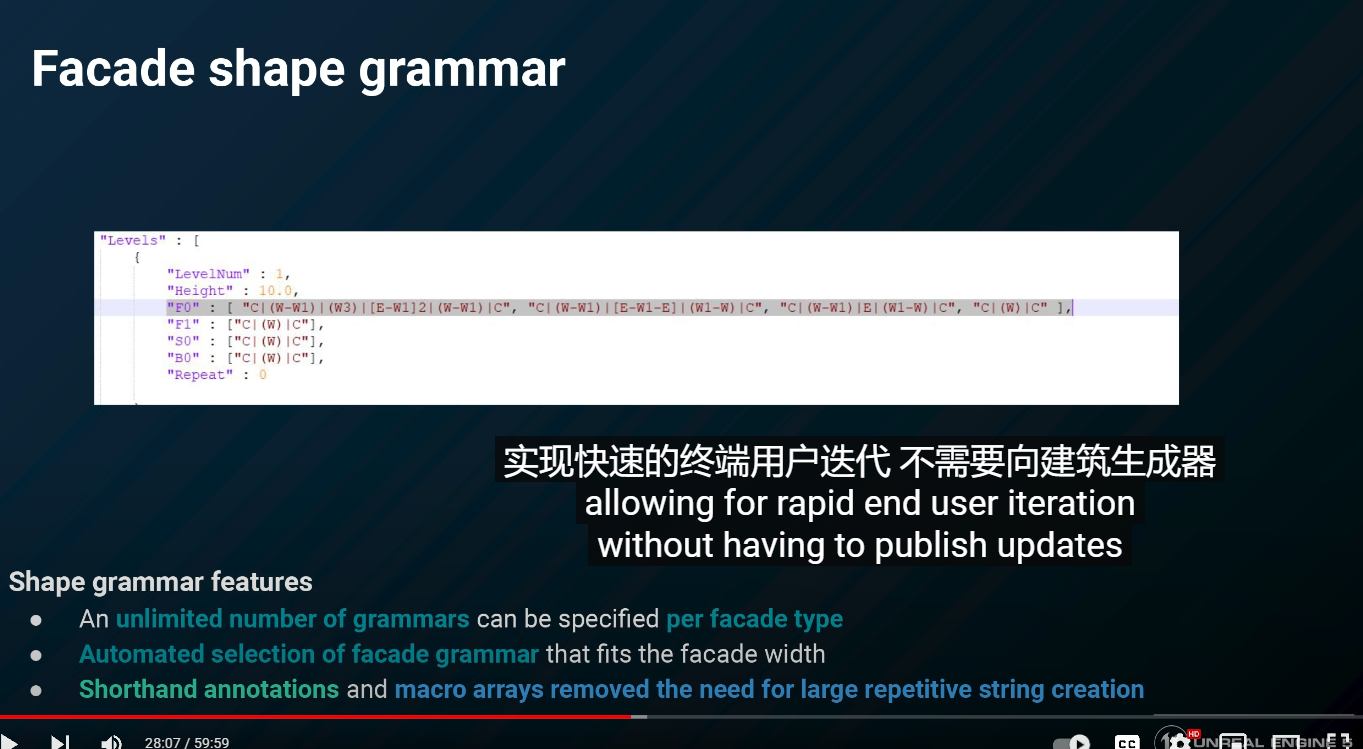 Facade shape grammar
"Levels" : [
{
"LevelNum" : 1,
"Height" : 10.0,
"F0" : [ "C|(W-W1)|(W3)|[E-W1]2|(W-W1)|C", "C|(W-W1)|[E-W1-E]|(W1-W)|C", "C|(W-W1)|E|(W1-W)|C", "C|(W)|C" ],
"F1" : ["C|(W)|C"],
"S0" : ["C|(W)|C"],
"B0" : ["C|(W)|C"],
"Repeat" : 0
实现快速的终端用户迭代 不需要向建筑生成器
allowing for rapid end user iteration
without having to publish updates
Shape grammar features
● An unlimited number of grammars can be specified per facade type
● Automated selection of facade grammar that fits the facade width
● Shorthand annotations and macro arrays removed the need for large repetitive string creation
28:07 / 59:59
CC
HD
UNREAL ENGINE 5